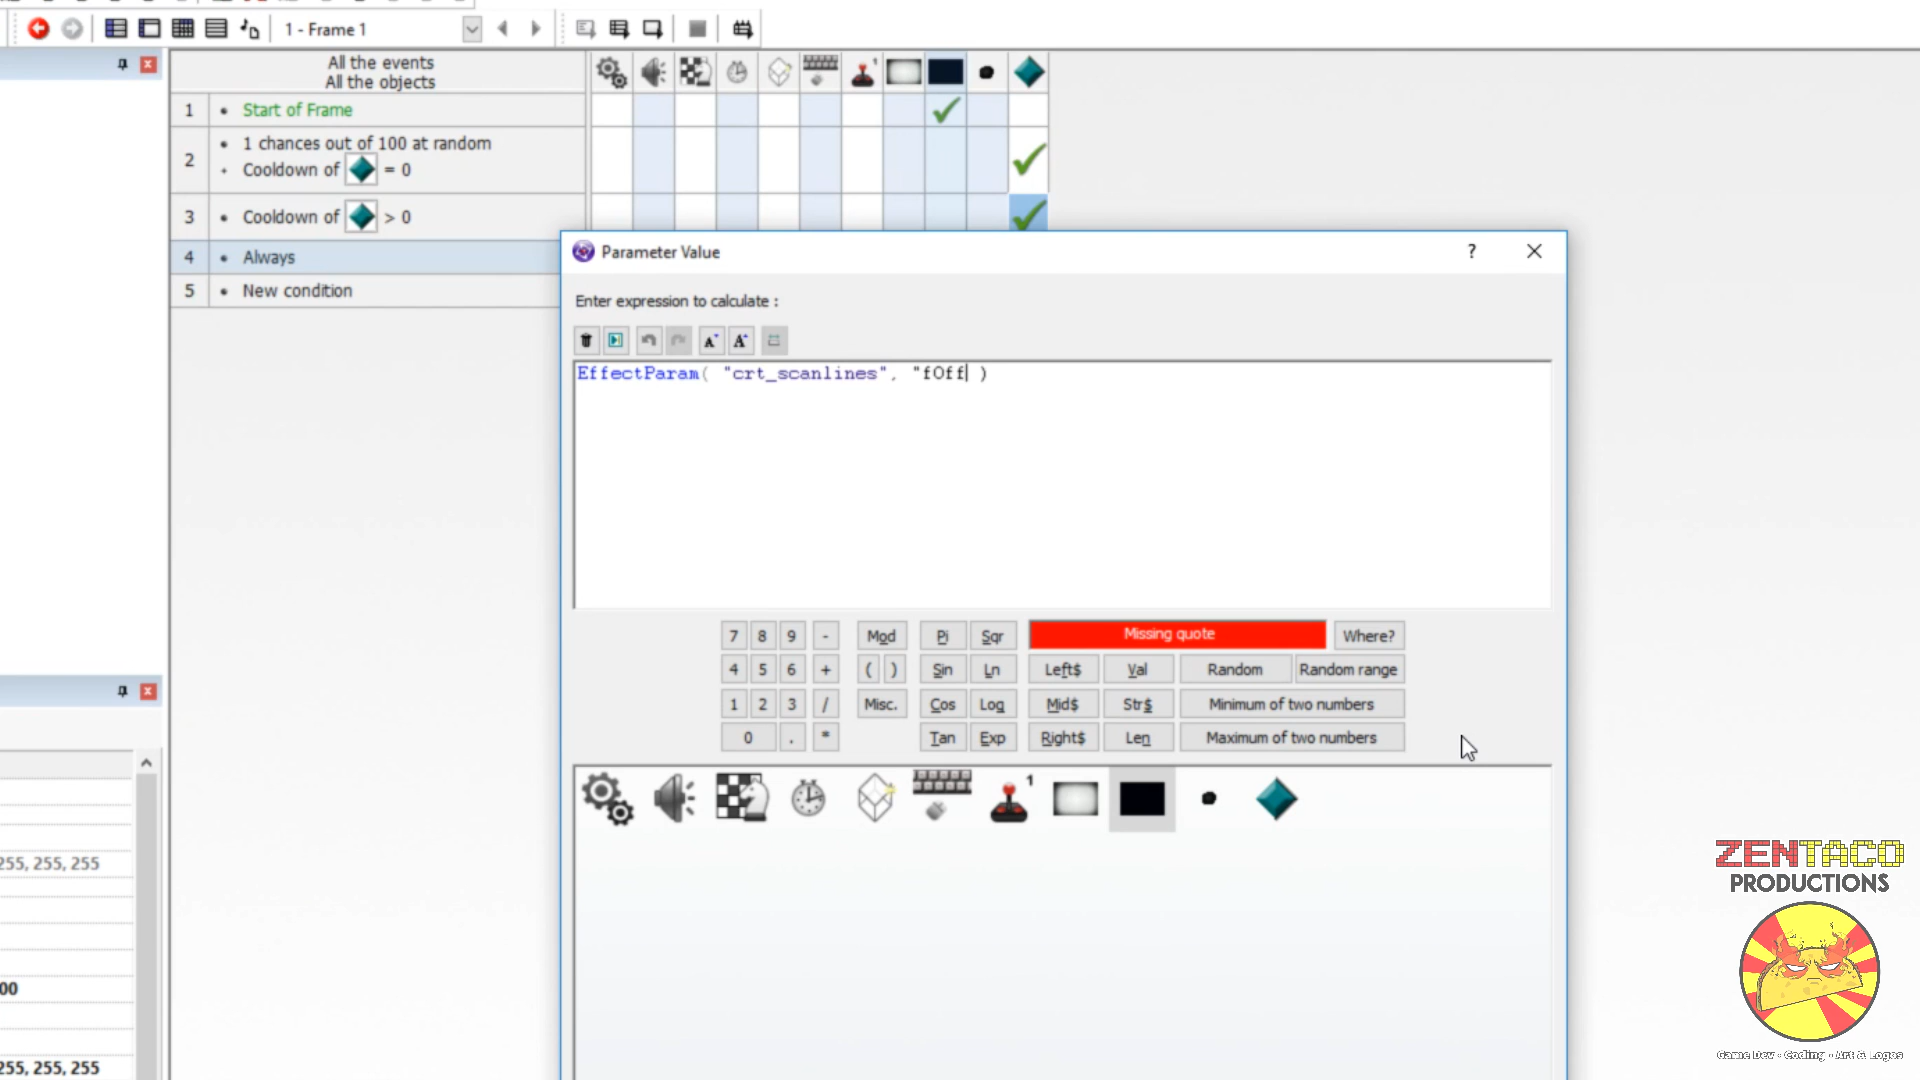 1 - Frame 1
All the events
All the objects
1 • Start of Frame
2 • 1 chances out of 100 at random
• Cooldown of = 0
3 • Cooldown of > 0
4 • Always
5 • New condition
Parameter Value
?
Enter expression to calculate :
EffectParam( "crt_scanlines", "fOff )
7 8 9 - Mod Pi Sqr Missing quote Where?
4 5 6 + ( ) Sin Ln Left$ Val Random Random range
1 2 3 / Misc. Cos Log Mid$ Str$ Minimum of two numbers
0 . * Tan Exp Right$ Len Maximum of two numbers
1
255, 255, 255
00
255, 255, 255
ZENTACO
PRODUCTIONS
Game Dev - Coding - Art & Logos